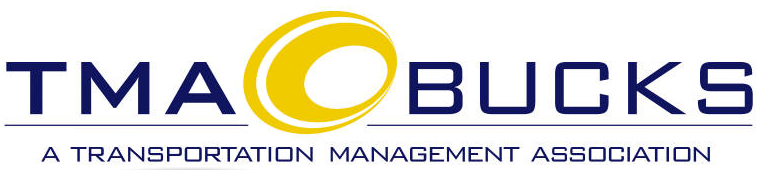 TMA BUCKS
A TRANSPORTATION MANAGEMENT ASSOCIATION